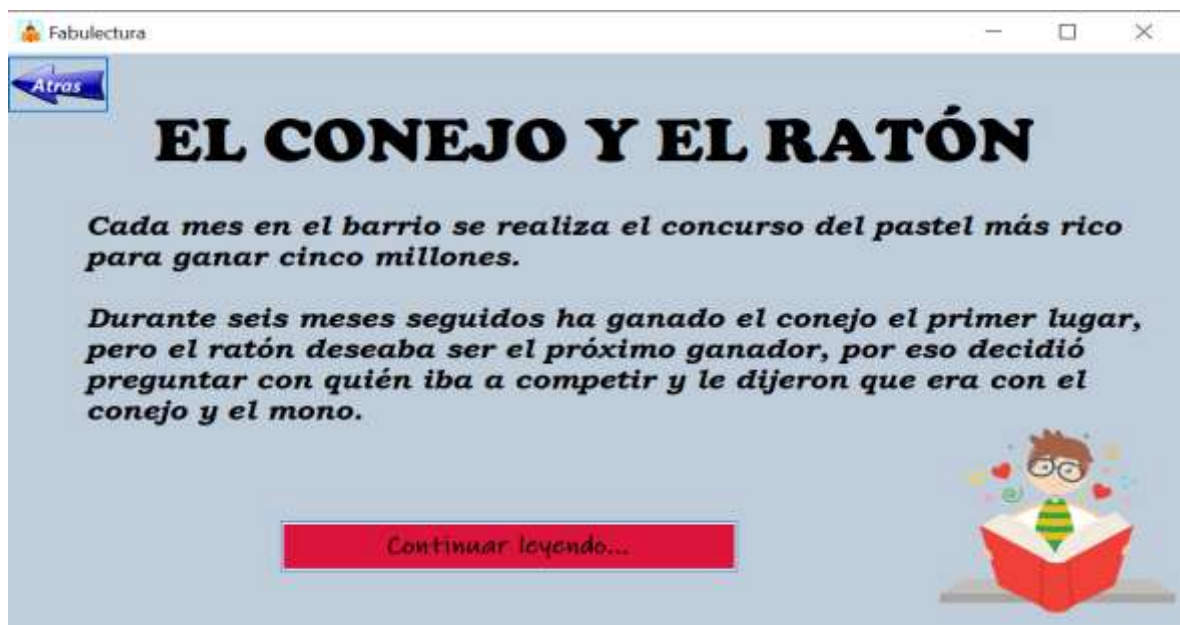 Fabulectura
Atras
EL CONEJO Y EL RATÓN
Cada mes en el barrio se realiza el concurso del pastel más rico
para ganar cinco millones.
Durante seis meses seguidos ha ganado el conejo el primer lugar,
pero el ratón deseaba ser el próximo ganador, por eso decidió
preguntar con quién iba a competir y le dijeron que era con el
conejo y el mono.
Continuar leyendo...